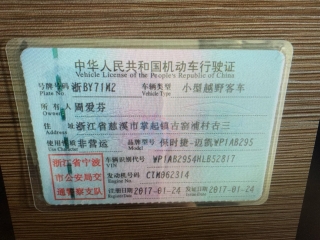 中华人民共和国机动车行驶证
Vehicle License of the People's Republic of China
号牌号码 浙BY71M2 车辆类型 小型越野客车
Plate No. Vehicle Type
所有人 周爱芬
Owner
住址 浙江省慈溪市掌起镇古窑浦村古三
Address
使用性质 非营运 品牌型号 保时捷-迈凯WP1AB295
Use Character Model
浙江省宁波市公安局交通警察支队
车辆识别代号 WP1AB2954HLB52817
VIN
发动机号码 CTM062314
Engine No.
注册日期 2017-01-24 发证日期 2017-01-24
Register Date Issue Date